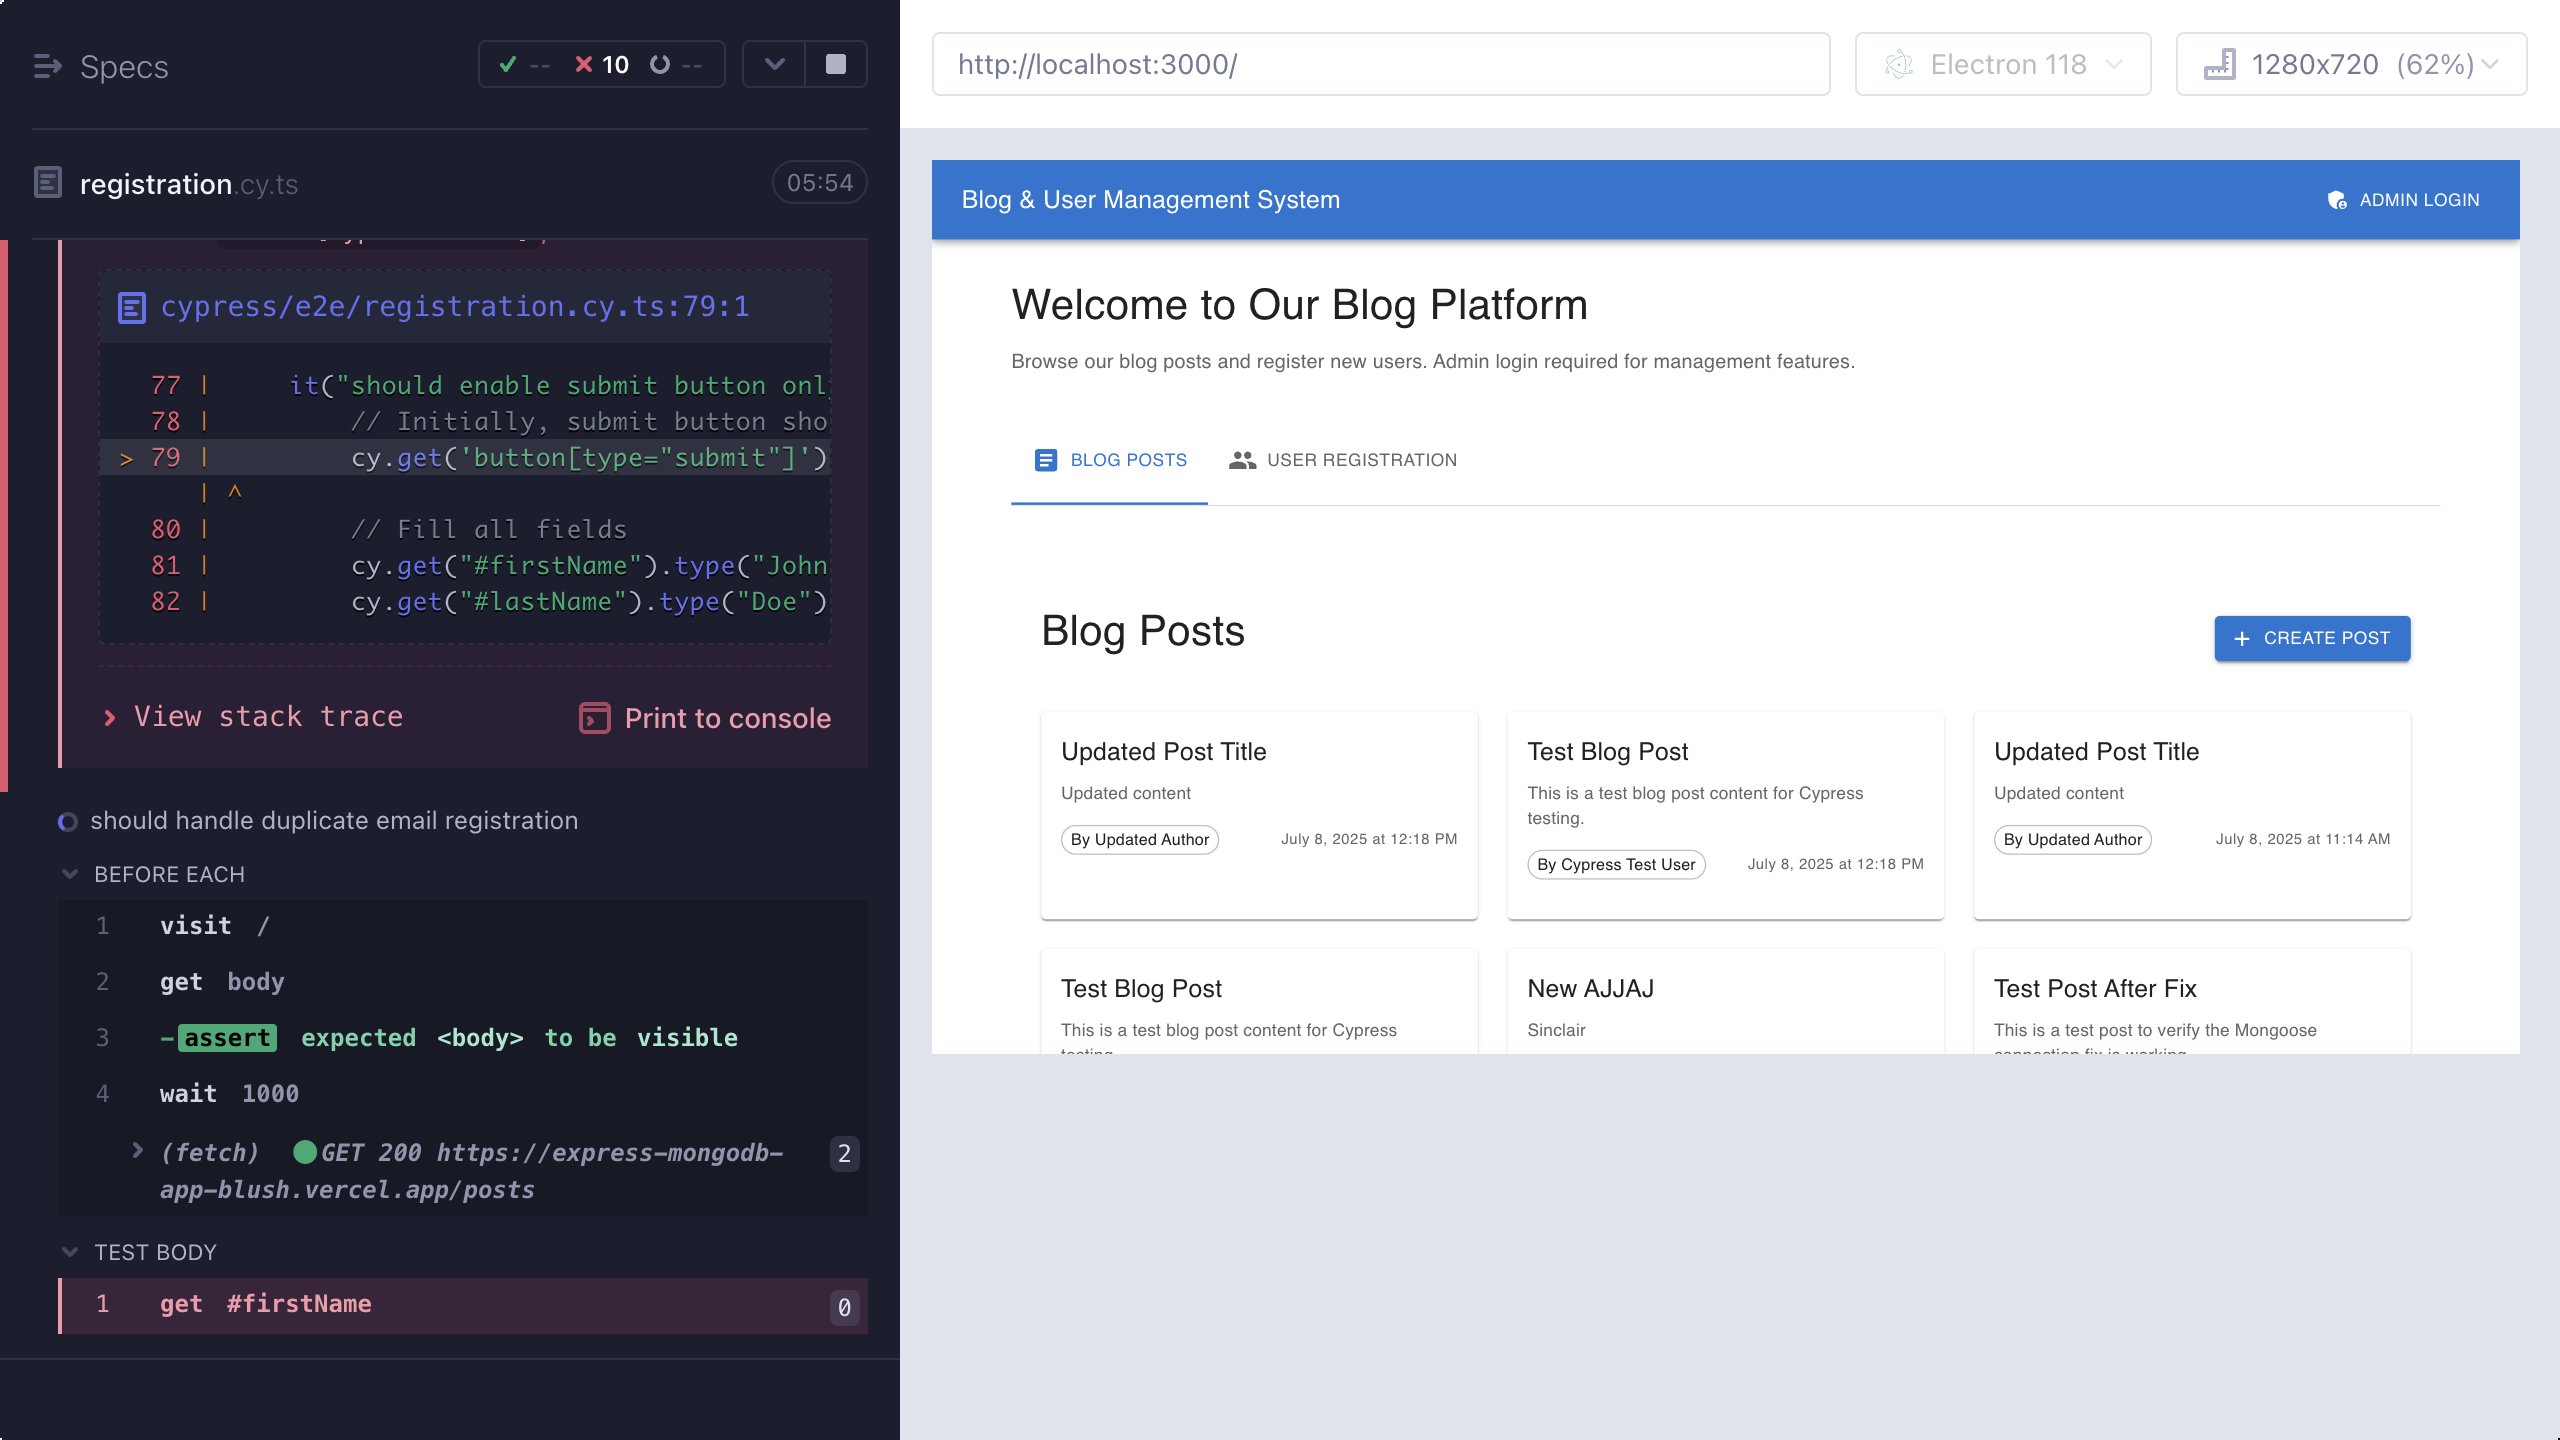 Specs
-- 10 --
registration.cy.ts
05:54
cypress/e2e/registration.cy.ts:79:1
77 | it("should enable submit button onl
78 | // Initially, submit button sho
> 79 | cy.get('button[type="submit"]')
| ^
80 | // Fill all fields
81 | cy.get("#firstName").type("John
82 | cy.get("#lastName").type("Doe")
View stack trace
Print to console
should handle duplicate email registration
BEFORE EACH
1 visit /
2 get body
3 -assert expected <body> to be visible
4 wait 1000
(fetch) GET 200 https://express-mongodb-
app-blush.vercel.app/posts
2
TEST BODY
1 get #firstName
0
http://localhost:3000/
Electron 118
1280x720 (62%)
Blog & User Management System
ADMIN LOGIN
Welcome to Our Blog Platform
Browse our blog posts and register new users. Admin login required for management features.
BLOG POSTS
USER REGISTRATION
Blog Posts
+ CREATE POST
Updated Post Title
Updated content
By Updated Author
July 8, 2025 at 12:18 PM
Test Blog Post
This is a test blog post content for Cypress
testing.
By Cypress Test User
July 8, 2025 at 12:18 PM
Updated Post Title
Updated content
By Updated Author
July 8, 2025 at 11:14 AM
Test Blog Post
This is a test blog post content for Cypress
testing
New AJJAJ
Sinclair
Test Post After Fix
This is a test post to verify the Mongoose
connection fix is working